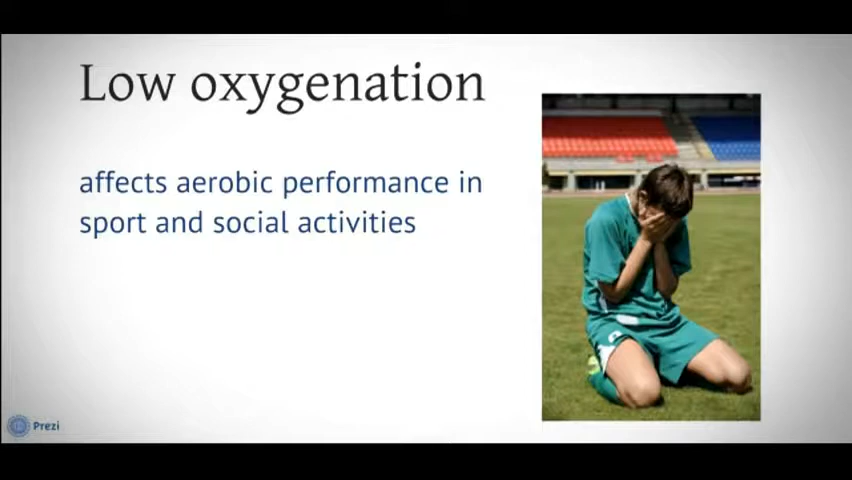 Low oxygenation
affects aerobic performance in
sport and social activities
Prezi